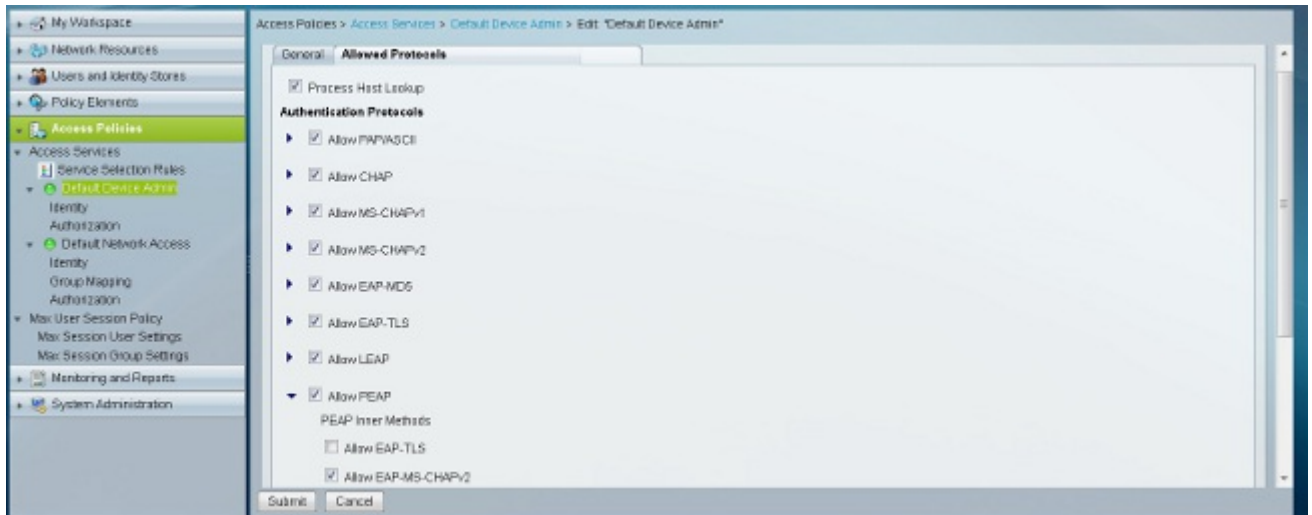 My Workspace
Network Resources
Users and Identity Stores
Policy Elements
Access Policies
Access Services
Service Selection Rules
Default Device Admin
Identity
Authorization
Default Network Access
Identity
Group Mapping
Authorization
Max User Session Policy
Max Session User Settings
Max Session Group Settings
Monitoring and Reports
System Administration
Access Policies > Access Services > Default Device Admin > Edit: "Default Device Admin"
General Allowed Protocols
Process Host Lookup
Authentication Protocols
Allow PAP/ASCII
Allow CHAP
Allow MS-CHAPv1
Allow MS-CHAPv2
Allow EAP-MD5
Allow EAP-TLS
Allow LEAP
Allow PEAP
PEAP Inner Methods
Allow EAP-TLS
Allow EAP-MS-CHAPv2
Submit Cancel